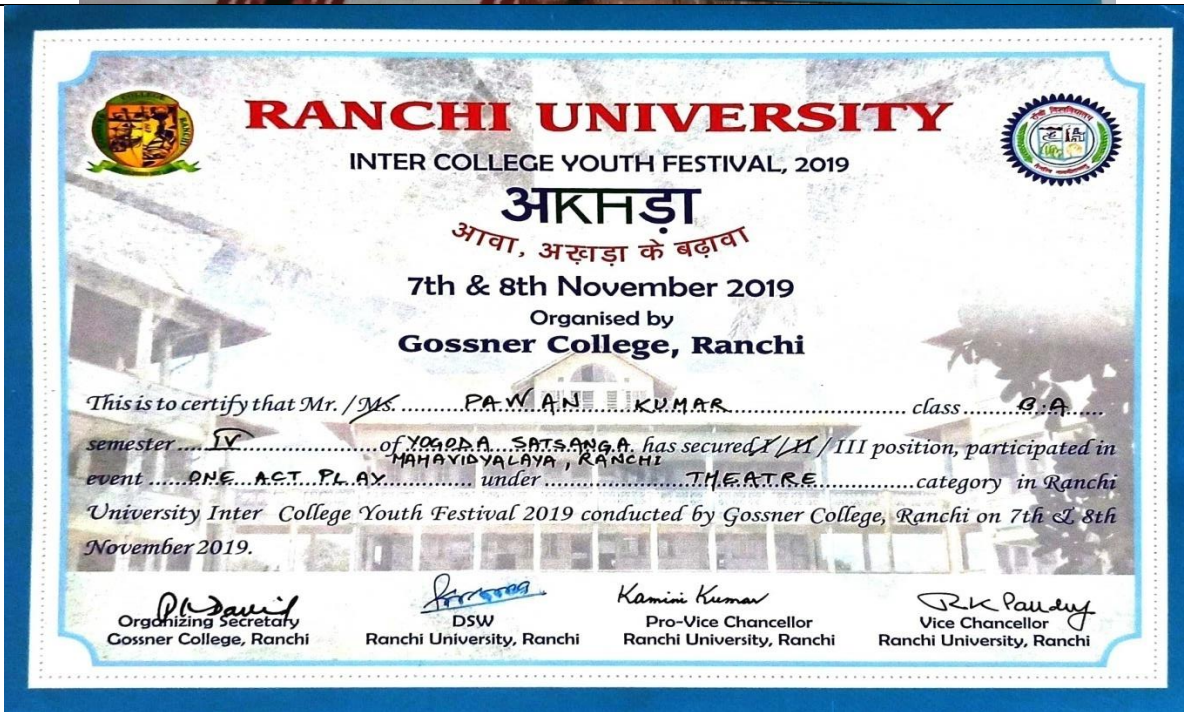 RANCHI UNIVERSITY
INTER COLLEGE YOUTH FESTIVAL, 2019
अKHड़ा
आवा, अख़ड़ा के बढ़ावा
7th & 8th November 2019
Organised by
Gossner College, Ranchi
This is to certify that Mr. / Ms. ..........PAWAN KUMAR.......... class ......B.A......
semester ....IV....................of YOGODA SATSANGA has secured I / II / III position, participated in
MAHAVIDYALAYA, RANCHI
event ......ONE ACT PLAY............ under ....................THEATRE..............category in Ranchi
University Inter College Youth Festival 2019 conducted by Gossner College, Ranchi on 7th & 8th
November 2019.
Kamini Kumar
RK Pandey
Organizing Secretary
Gossner College, Ranchi
DSW
Ranchi University, Ranchi
Pro-Vice Chancellor
Ranchi University, Ranchi
Vice Chancellor
Ranchi University, Ranchi